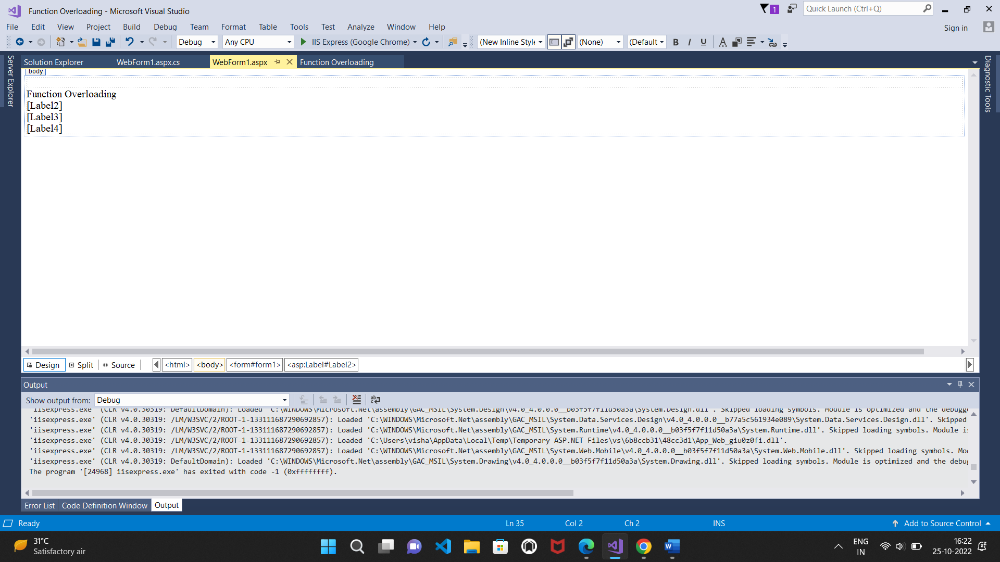 Function Overloading - Microsoft Visual Studio
1
Quick Launch (Ctrl+Q)
File Edit View Project Build Debug Team Format Table Tools Test Analyze Window Help
Sign in
Debug Any CPU IIS Express (Google Chrome) (New Inline Style (None) (Default B I U A
Server Explorer
Solution Explorer WebForm1.aspx.cs WebForm1.aspx Function Overloading
Diagnostic Tools
body
Function Overloading
[Label2]
[Label3]
[Label4]
Design Split Source <html> <body> <form#form1> <asp:Label#Label2>
Output
Show output from: Debug
'iisexpress.exe' (CLR v4.0.30319: DefaultDomain): Loaded 'C:\WINDOWS\Microsoft.Net\assembly\GAC_MSIL\System.Design\v4.0_4.0.0.0__b03f5f7f11d50a3a\System.Design.dll'. Skipped loading symbols. Module is optimized and the debugge
'iisexpress.exe' (CLR v4.0.30319: /LM/W3SVC/2/ROOT-1-133111687290692857): Loaded 'C:\WINDOWS\Microsoft.Net\assembly\GAC_MSIL\System.Data.Services.Design\v4.0_4.0.0.0__b77a5c561934e089\System.Data.Services.Design.dll'. Skipped
'iisexpress.exe' (CLR v4.0.30319: /LM/W3SVC/2/ROOT-1-133111687290692857): Loaded 'C:\WINDOWS\Microsoft.Net\assembly\GAC_MSIL\System.Runtime\v4.0_4.0.0.0__b03f5f7f11d50a3a\System.Runtime.dll'. Skipped loading symbols. Module is
'iisexpress.exe' (CLR v4.0.30319: /LM/W3SVC/2/ROOT-1-133111687290692857): Loaded 'C:\Users\visha\AppData\Local\Temp\Temporary ASP.NET Files\vs\6b8ccb31\48cc3d1\App_Web_giu0z0fi.dll'.
'iisexpress.exe' (CLR v4.0.30319: /LM/W3SVC/2/ROOT-1-133111687290692857): Loaded 'C:\WINDOWS\Microsoft.Net\assembly\GAC_MSIL\System.Web.Mobile\v4.0_4.0.0.0__b03f5f7f11d50a3a\System.Web.Mobile.dll'. Skipped loading symbols. Mod
'iisexpress.exe' (CLR v4.0.30319: DefaultDomain): Loaded 'C:\WINDOWS\Microsoft.Net\assembly\GAC_MSIL\System.Drawing\v4.0_4.0.0.0__b03f5f7f11d50a3a\System.Drawing.dll'. Skipped loading symbols. Module is optimized and the debug
The program '[24968] iisexpress.exe' has exited with code -1 (0xffffffff).
Error List Code Definition Window Output
Ready Ln 35 Col 2 Ch 2 INS Add to Source Control
31°C
Satisfactory air
ENG
IN
16:22
25-10-2022